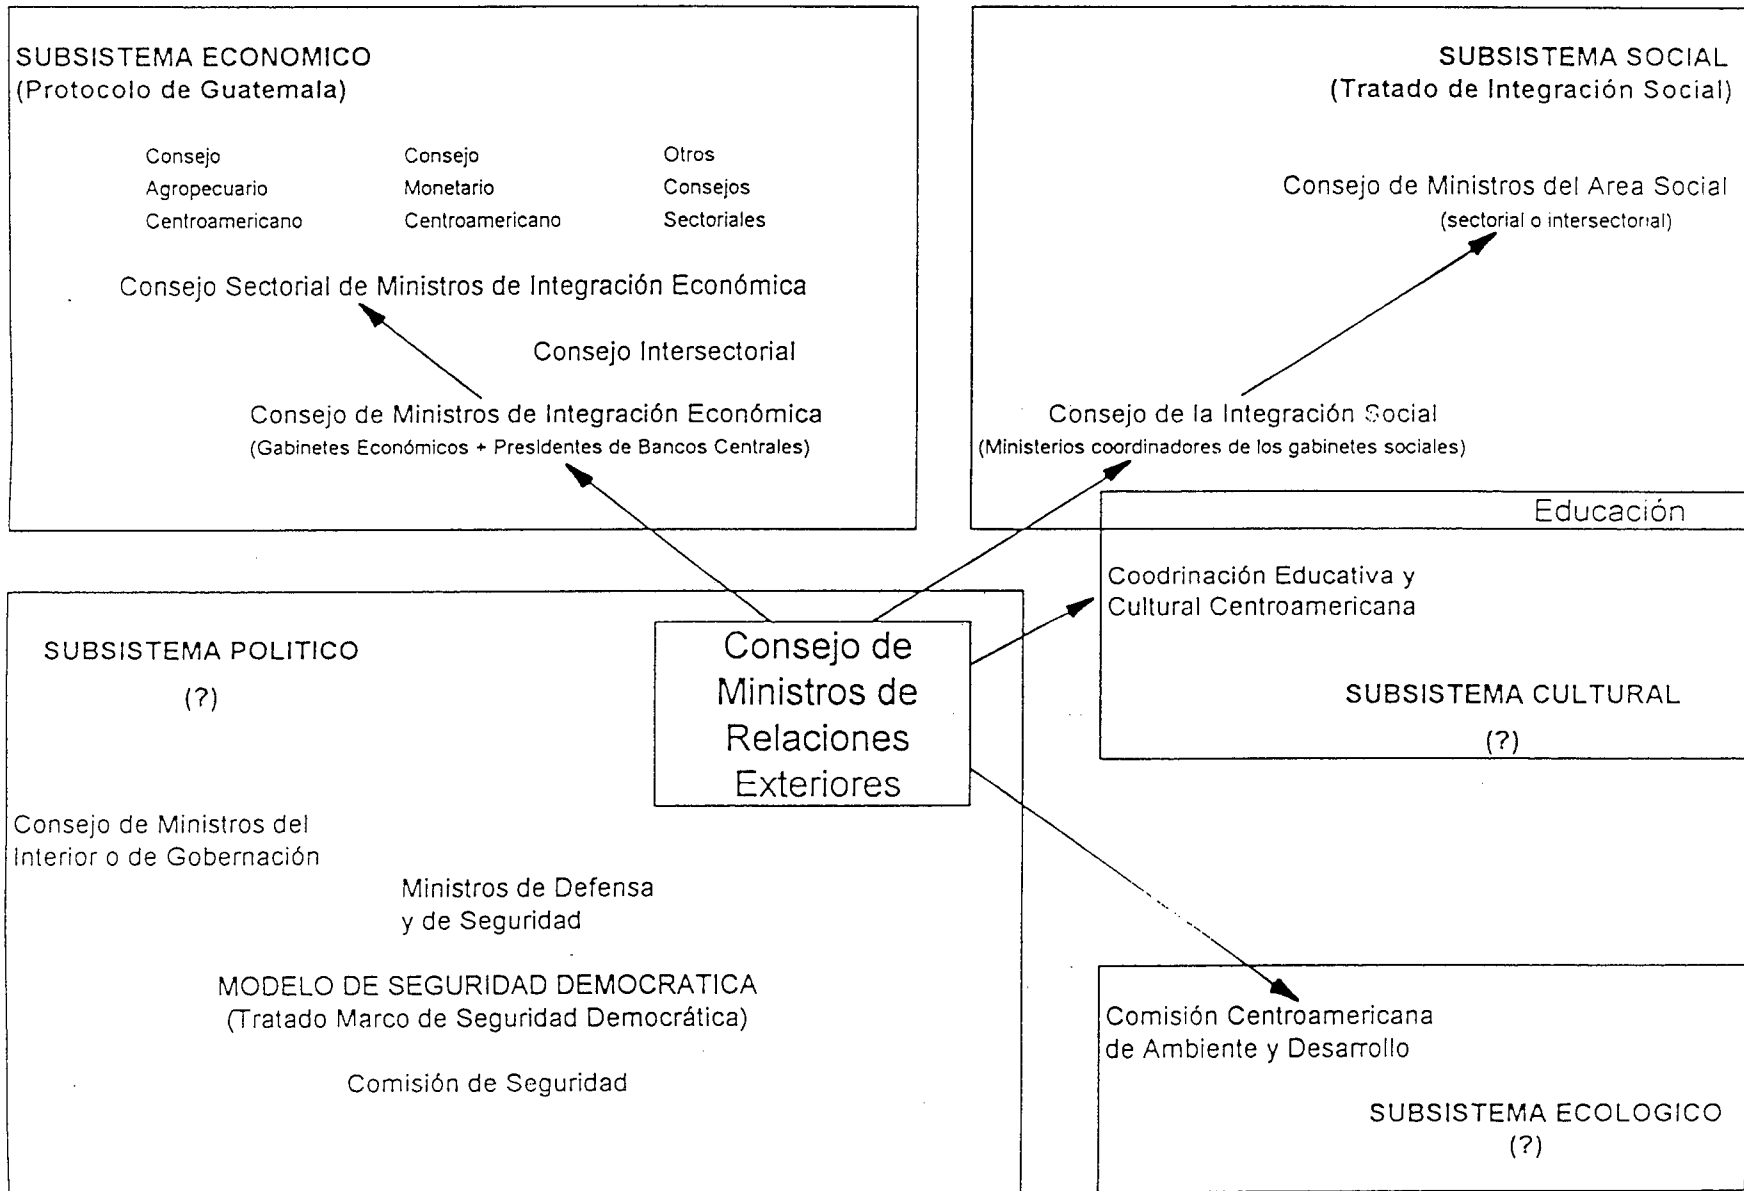 SUBSISTEMA ECONOMICO
(Protocolo de Guatemala)
Consejo
Agropecuario
Centroamericano
Consejo
Monetario
Centroamericano
Otros
Consejos
Sectoriales
Consejo Sectorial de Ministros de Integración Económica
Consejo Intersectorial
Consejo de Ministros de Integración Económica
(Gabinetes Económicos + Presidentes de Bancos Centrales)
SUBSISTEMA SOCIAL
(Tratado de Integración Social)
Consejo de Ministros del Area Social
(sectorial o intersectorial)
Consejo de la Integración Social
(Ministerios coordinadores de los gabinetes sociales)
Educación
Coodrinación Educativa y
Cultural Centroamericana
SUBSISTEMA CULTURAL
(?)
SUBSISTEMA POLITICO
(?)
Consejo de
Ministros de
Relaciones
Exteriores
Consejo de Ministros del
Interior o de Gobernación
Ministros de Defensa
y de Seguridad
MODELO DE SEGURIDAD DEMOCRATICA
(Tratado Marco de Seguridad Democrática)
Comisión de Seguridad
Comisión Centroamericana
de Ambiente y Desarrollo
SUBSISTEMA ECOLOGICO
(?)